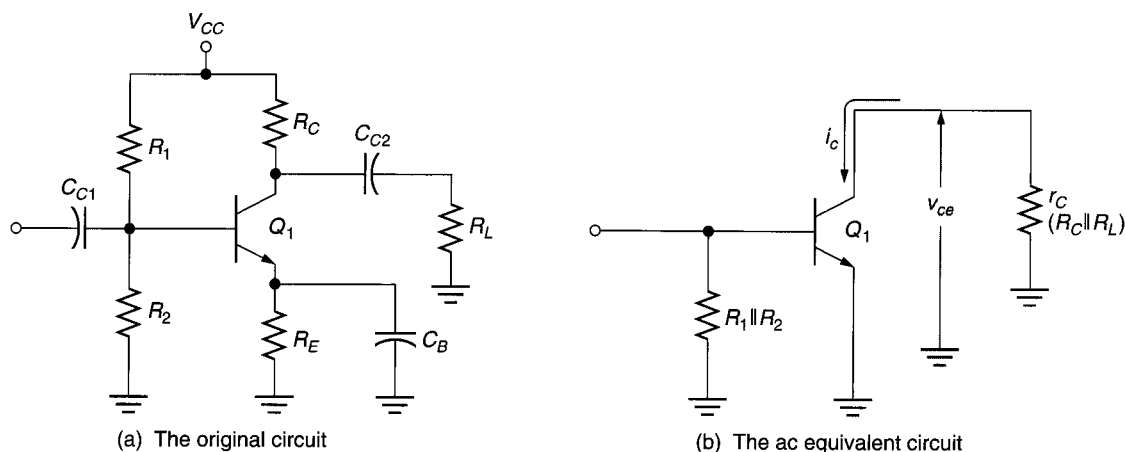 V_CC
R_C
C_C2
R_1
C_C1
Q_1
R_L
R_2
R_E
C_B
(a) The original circuit
i_c
v_ce
r_C
(R_C‖R_L)
Q_1
R_1‖R_2
(b) The ac equivalent circuit